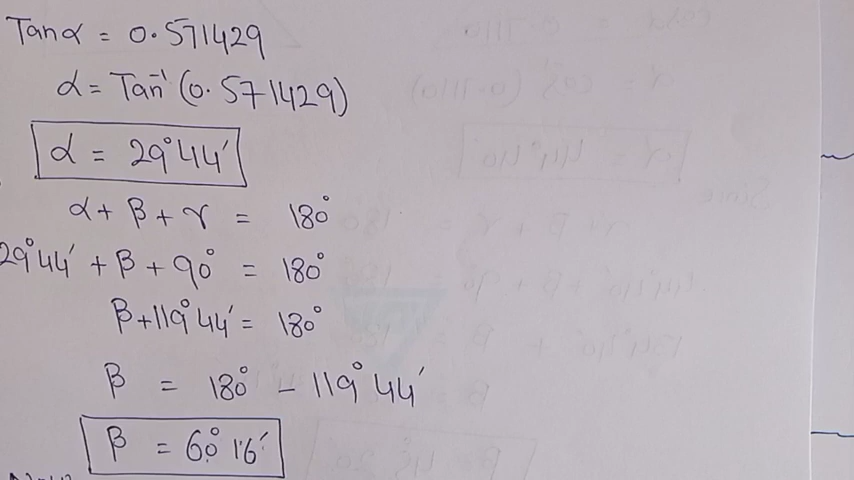 Tanα = 0.571429
α = Tan⁻¹(0.571429)
α = 29°44′
α + β + γ = 180°
29°44′ + β + 90° = 180°
β + 119°44′ = 180°
β = 180° - 119°44′
β = 60°16′